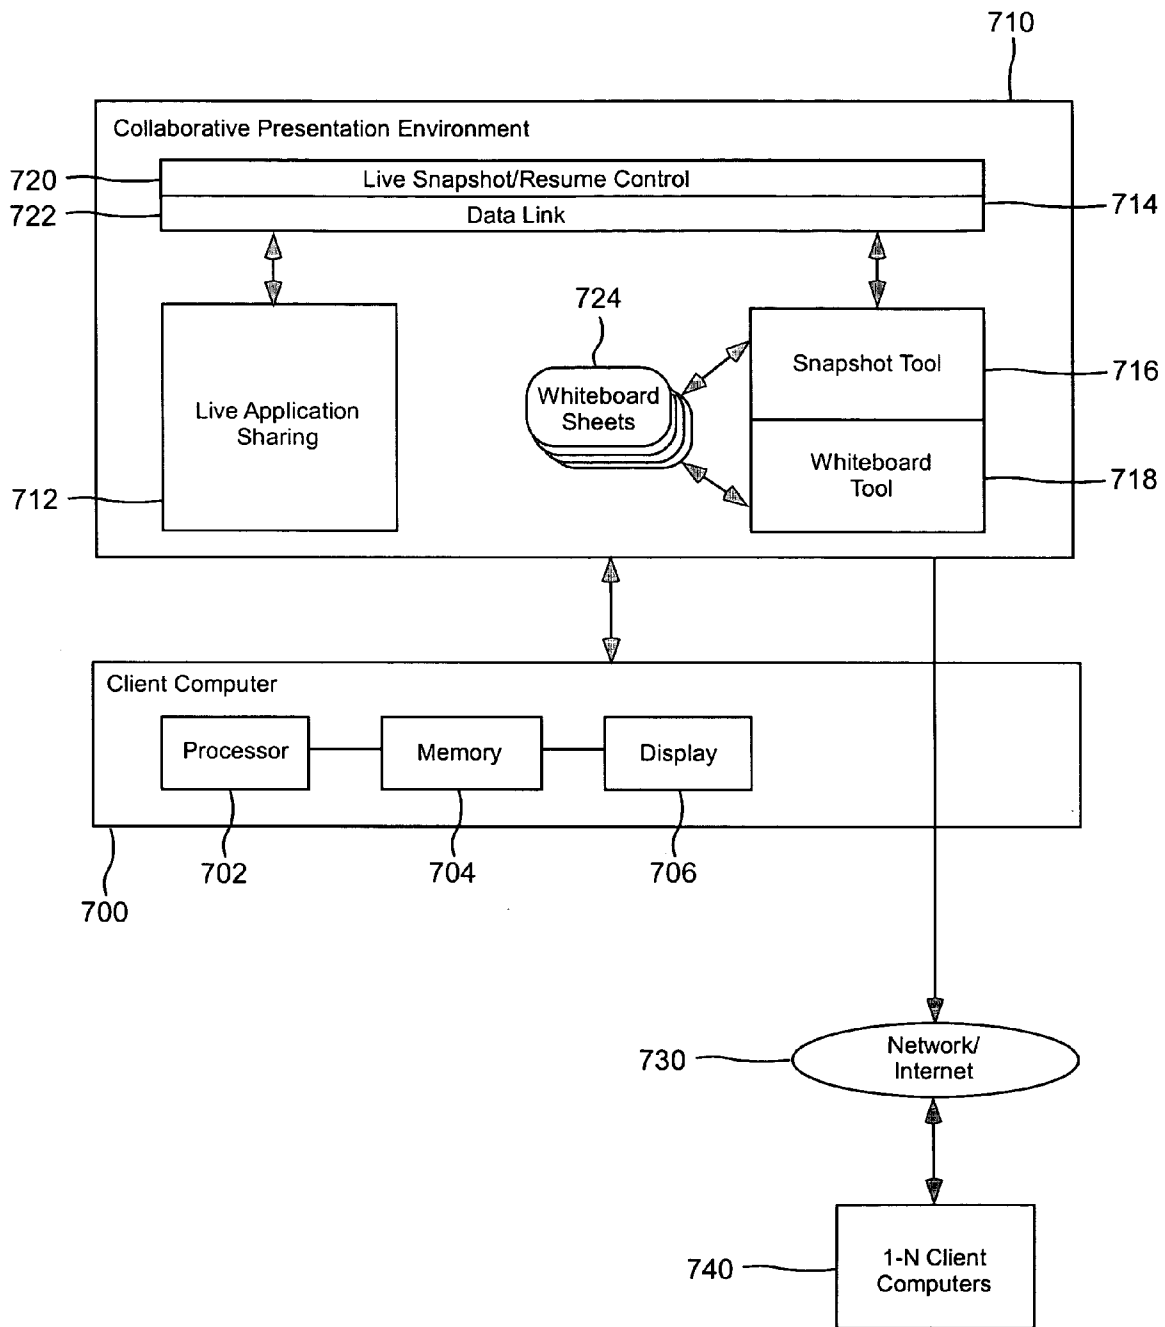 710
Collaborative Presentation Environment
720
Live Snapshot/Resume Control
722
Data Link
714
724
Whiteboard
Sheets
Snapshot Tool
716
Live Application
Sharing
Whiteboard
Tool
718
712
Client Computer
Processor
Memory
Display
702
704
706
700
730
Network/
Internet
740
1-N Client
Computers